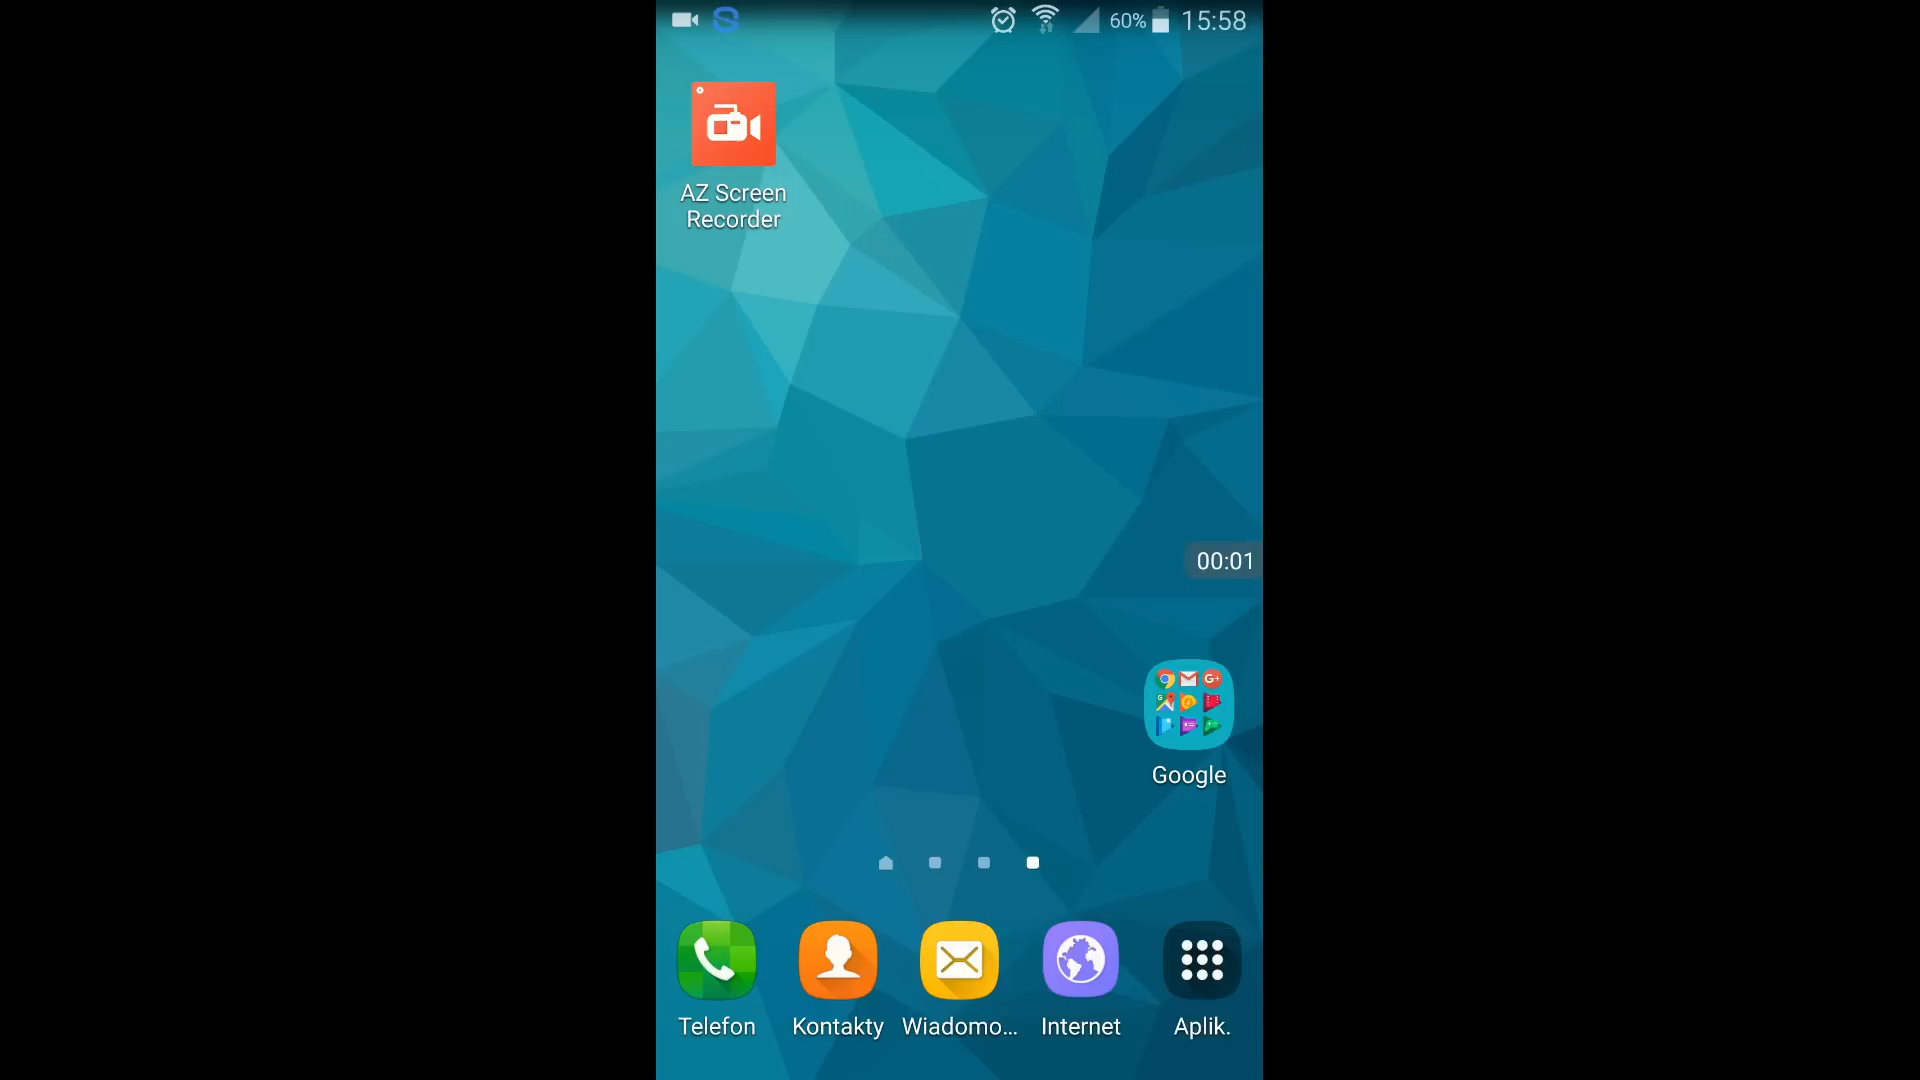 60% 15:58
AZ Screen
Recorder
00:01
Google
Telefon Kontakty Wiadomo... Internet Aplik.